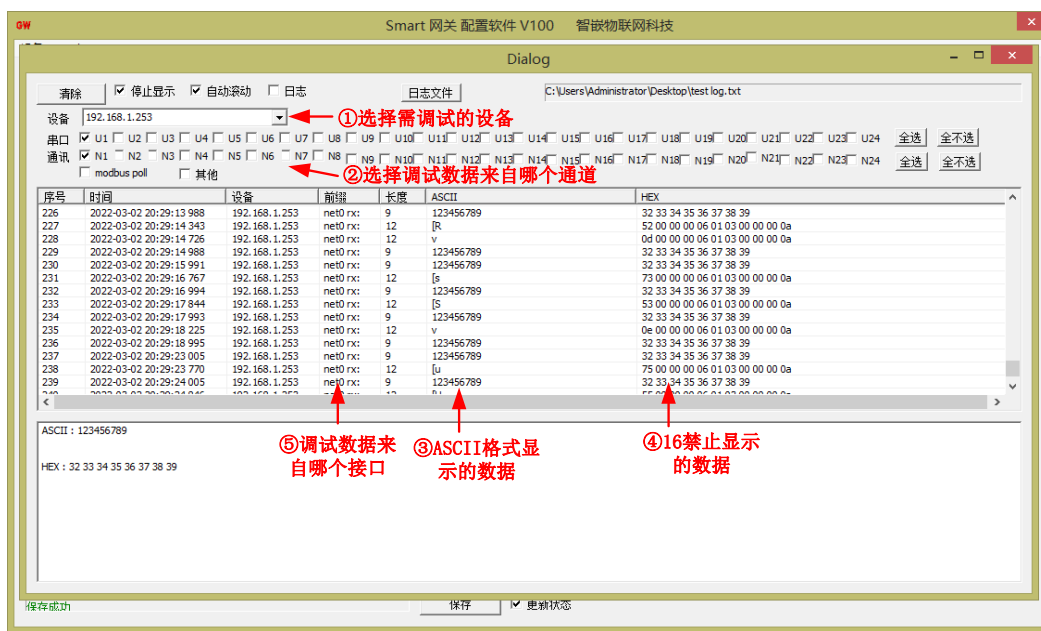 GW Smart 网关 配置软件 V100 智嵌物联网科技
Dialog
清除 停止显示 自动滚动 日志 日志文件 C:\Users\Administrator\Desktop\test log.txt
设备 192.168.1.253 ①选择需调试的设备
串口 U1 U2 U3 U4 U5 U6 U7 U8 U9 U10 U11 U12 U13 U14 U15 U16 U17 U18 U19 U20 U21 U22 U23 U24 全选 全不选
通讯 N1 N2 N3 N4 N5 N6 N7 N8 N9 N10 N11 N12 N13 N14 N15 N16 N17 N18 N19 N20 N21 N22 N23 N24 全选 全不选
modbus poll 其他 ②选择调试数据来自哪个通道
序号 时间 设备 前缀 长度 ASCII HEX
226 2022-03-02 20:29:13 988 192.168.1.253 net0 rx: 9 123456789 32 33 34 35 36 37 38 39
227 2022-03-02 20:29:14 343 192.168.1.253 net0 rx: 12 [R 52 00 00 00 06 01 03 00 00 00 0a
228 2022-03-02 20:29:14 726 192.168.1.253 net0 rx: 12 v 0d 00 00 00 06 01 03 00 00 00 0a
229 2022-03-02 20:29:14 988 192.168.1.253 net0 rx: 9 123456789 32 33 34 35 36 37 38 39
230 2022-03-02 20:29:15 991 192.168.1.253 net0 rx: 9 123456789 32 33 34 35 36 37 38 39
231 2022-03-02 20:29:16 767 192.168.1.253 net0 rx: 12 [s 73 00 00 00 06 01 03 00 00 00 0a
232 2022-03-02 20:29:16 994 192.168.1.253 net0 rx: 9 123456789 32 33 34 35 36 37 38 39
233 2022-03-02 20:29:17 844 192.168.1.253 net0 rx: 12 [S 53 00 00 00 06 01 03 00 00 00 0a
234 2022-03-02 20:29:17 993 192.168.1.253 net0 rx: 9 123456789 32 33 34 35 36 37 38 39
235 2022-03-02 20:29:18 225 192.168.1.253 net0 rx: 12 v 0e 00 00 00 06 01 03 00 00 00 0a
236 2022-03-02 20:29:18 995 192.168.1.253 net0 rx: 9 123456789 32 33 34 35 36 37 38 39
237 2022-03-02 20:29:23 005 192.168.1.253 net0 rx: 9 123456789 32 33 34 35 36 37 38 39
238 2022-03-02 20:29:23 770 192.168.1.253 net0 rx: 12 [u 75 00 00 00 06 01 03 00 00 00 0a
239 2022-03-02 20:29:24 005 192.168.1.253 net0 rx: 9 123456789 32 33 34 35 36 37 38 39
ASCII : 123456789
⑤调试数据来
自哪个接口
③ASCII格式显
示的数据
④16禁止显示
的数据
HEX : 32 33 34 35 36 37 38 39
保存成功 保存 更新状态